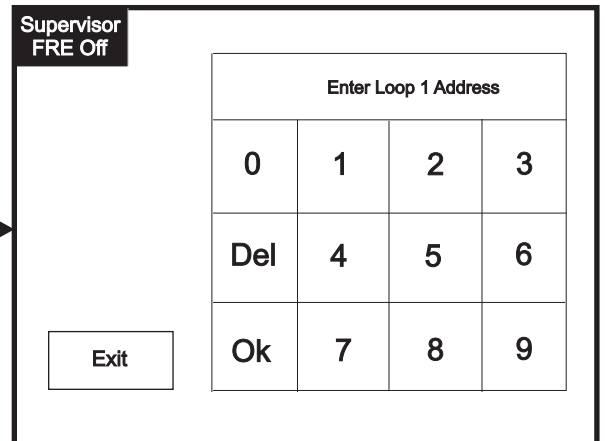 Supervisor
FRE Off
Enter Loop 1 Address
0 1 2 3
Del 4 5 6
Ok 7 8 9
Exit